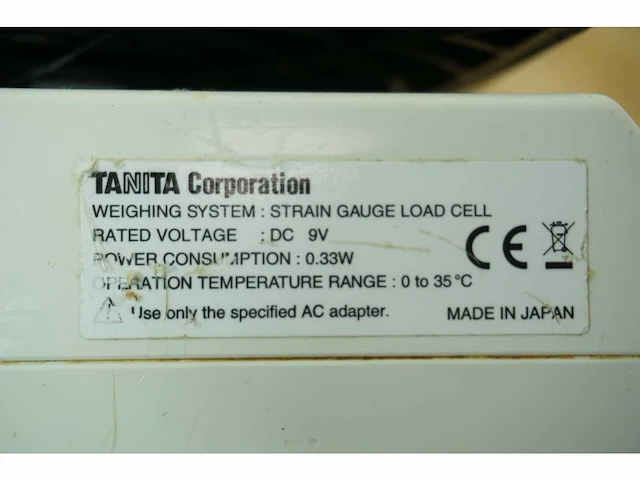 TANITA Corporation
WEIGHING SYSTEM : STRAIN GAUGE LOAD CELL
RATED VOLTAGE : DC 9V
POWER CONSUMPTION : 0.33W
OPERATION TEMPERATURE RANGE : 0 to 35°C
Use only the specified AC adapter.
CE
MADE IN JAPAN